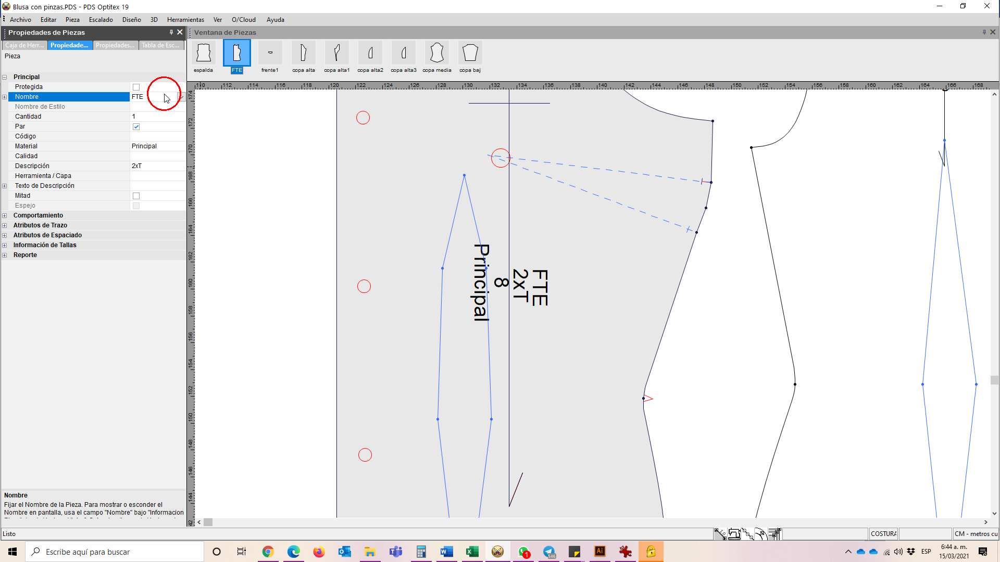 Blusa con pinzas.PDS - PDS Optitex 19
Archivo Editar Pieza Escalado Diseño 3D Herramientas Ver O/Cloud Ayuda
Propiedades de Piezas
Ventana de Piezas
Caja de Herr... Propiedade... Propiedades... Tabla de Esc...
Pieza
espalda FTE frente1 copa alta copa alta1 copa alta2 copa alta3 copa media copa baj
Principal
Protegida
Nombre FTE
Nombre de Estilo
Cantidad 1
Par
Código
Material Principal
Calidad
Descripción 2xT
Herramienta / Capa
Texto de Descripción
Mitad
Espejo
Comportamiento
Atributos de Trazo
Atributos de Espaciado
Información de Tallas
Reporte
110 112 114 116 118 120 122 124 126 128 130 132 134 136 138 140 142 144 146 148 150 152 154 156 158 160 162 164 166 168
174
172
170
168
166
164
162
160
158
156
154
152
150
148
146
144
42
FTE
2xT
8
Principal
Nombre
Fijar el Nombre de la Pieza. Para mostrar o esconder el
Nombre en pantalla, usa el campo "Nombre" bajo "Informacion
Listo
COSTURA
CM - metros cu
Escribe aquí para buscar
1
546
Ai
ESP
6:44 a. m.
15/03/2021